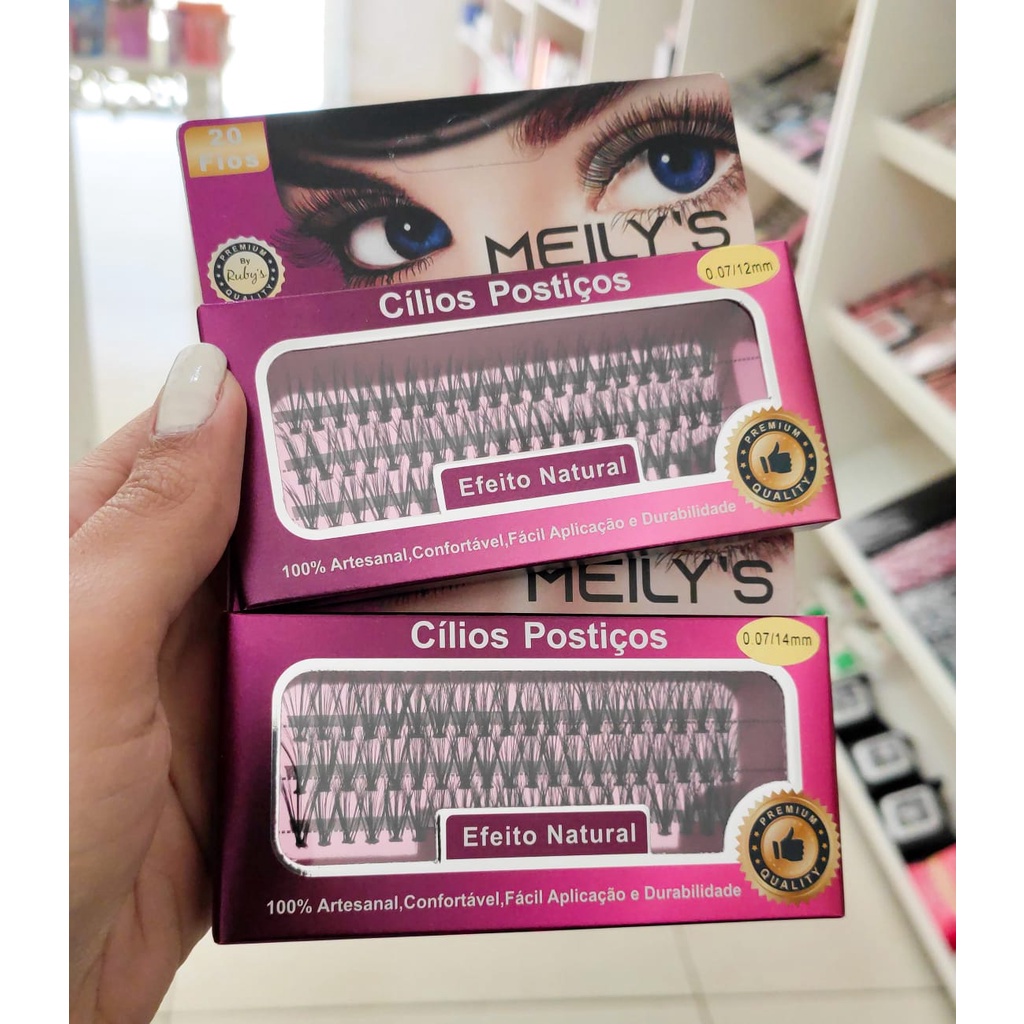 20
Fios
PREMIUM
By
Ruby's
QUALITY
MEILY'S
0.07/12mm
Cílios Postiços
PREMIUM
QUALITY
Efeito Natural
100% Artesanal,Confortável,Fácil Aplicação e Durabilidade
MEILY'S
Cílios Postiços
0.07/14mm
PREMIUM
QUALITY
Efeito Natural
100% Artesanal,Confortável,Fácil Aplicação e Durabilidade